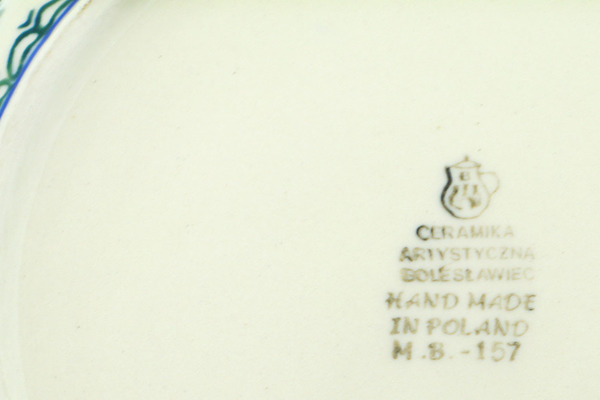 CERAMIKA
ARTYSTYCZNA
BOLESŁAWIEC
HAND MADE
IN POLAND
M.B.-157